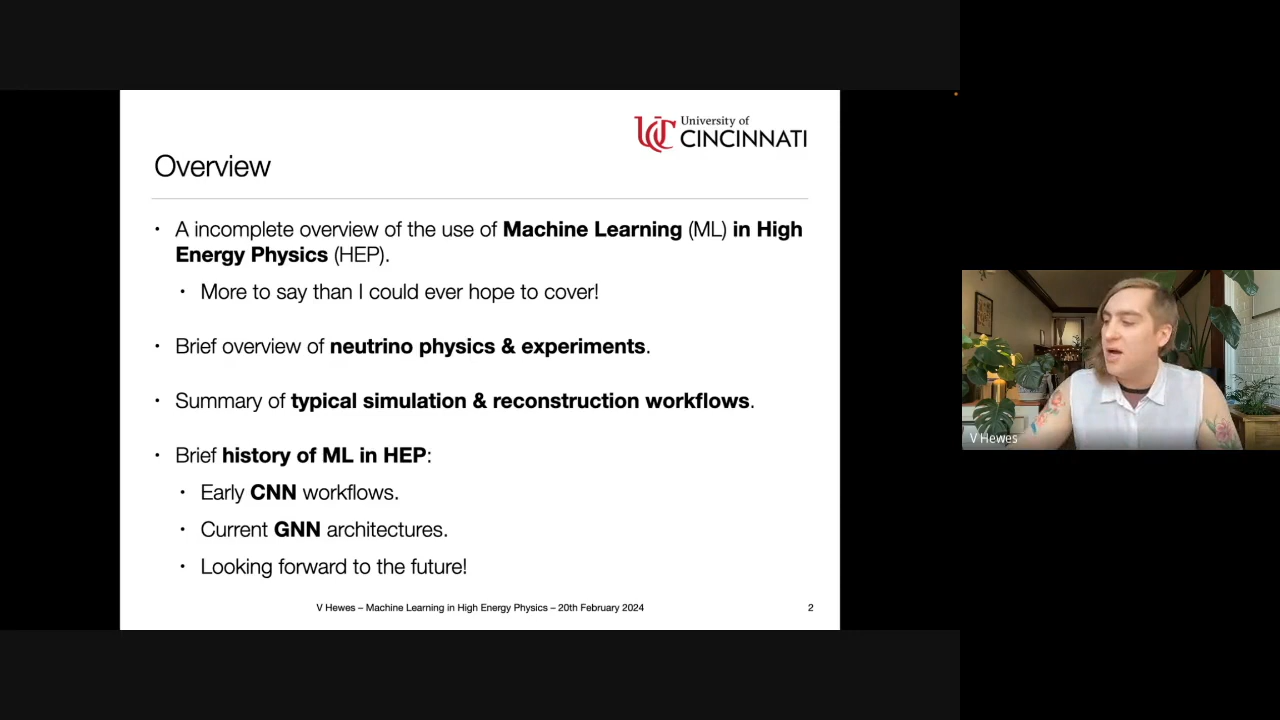 University of
CINCINNATI
Overview
• A incomplete overview of the use of Machine Learning (ML) in High
Energy Physics (HEP).
• More to say than I could ever hope to cover!
• Brief overview of neutrino physics & experiments.
• Summary of typical simulation & reconstruction workflows.
• Brief history of ML in HEP:
• Early CNN workflows.
• Current GNN architectures.
• Looking forward to the future!
V Hewes – Machine Learning in High Energy Physics – 20th February 2024
2
V Hewes